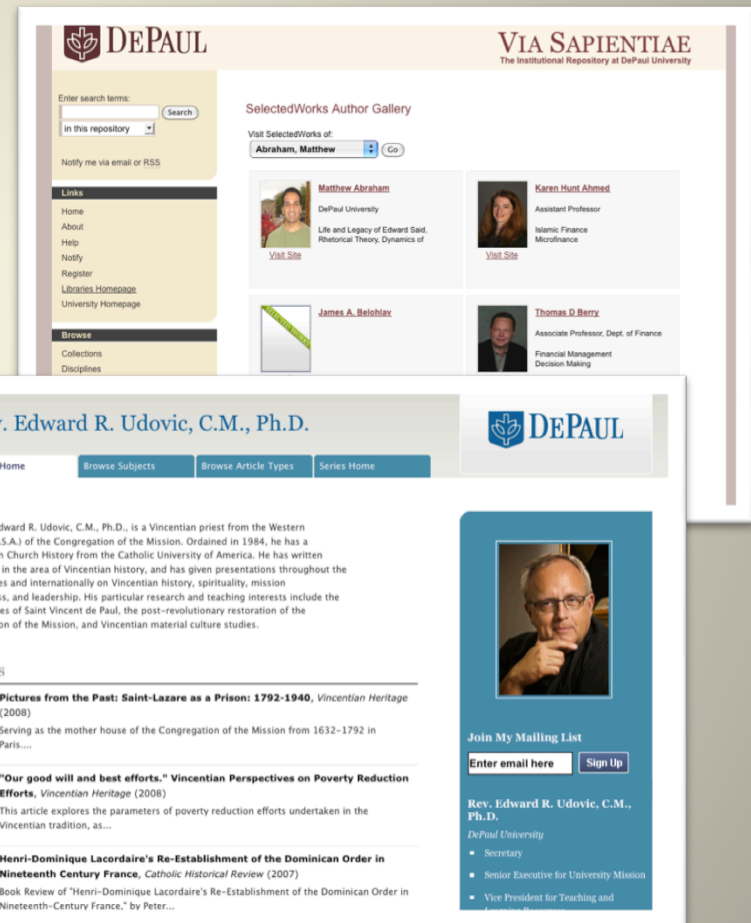 DEPAUL
VIA SAPIENTIAE
The Institutional Repository at DePaul University
Enter search terms:
Search
in this repository
Notify me via email or RSS
Links
Home
About
Help
Notify
Register
Libraries Homepage
University Homepage
Browse
Collections
Disciplines
SelectedWorks Author Gallery
Visit SelectedWorks of:
Abraham, Matthew
Go
Matthew Abraham
DePaul University
Life and Legacy of Edward Said,
Rhetorical Theory, Dynamics of
Visit Site
Karen Hunt Ahmed
Assistant Professor
Islamic Finance
Microfinance
Visit Site
James A. Belohlav
Thomas D Berry
Associate Professor, Dept. of Finance
Financial Management
Decision Making
. Edward R. Udovic, C.M., Ph.D.
DEPAUL
Home
Browse Subjects
Browse Article Types
Series Home
dward R. Udovic, C.M., Ph.D., is a Vincentian priest from the Western
.S.A.) of the Congregation of the Mission. Ordained in 1984, he has a
n Church History from the Catholic University of America. He has written
in the area of Vincentian history, and has given presentations throughout the
es and internationally on Vincentian history, spirituality, mission
ss, and leadership. His particular research and teaching interests include the
es of Saint Vincent de Paul, the post-revolutionary restoration of the
on of the Mission, and Vincentian material culture studies.
S
Pictures from the Past: Saint-Lazare as a Prison: 1792-1940, Vincentian Heritage
(2008)
Serving as the mother house of the Congregation of the Mission from 1632-1792 in
Paris....
"Our good will and best efforts." Vincentian Perspectives on Poverty Reduction
Efforts, Vincentian Heritage (2008)
This article explores the parameters of poverty reduction efforts undertaken in the
Vincentian tradition, as...
Henri-Dominique Lacordaire's Re-Establishment of the Dominican Order in
Nineteenth Century France, Catholic Historical Review (2007)
Book Review of "Henri-Dominique Lacordaire's Re-Establishment of the Dominican Order in
Nineteenth-Century France," by Peter...
Join My Mailing List
Enter email here
Sign Up
Rev. Edward R. Udovic, C.M.,
Ph.D.
DePaul University
Secretary
Senior Executive for University Mission
Vice President for Teaching and